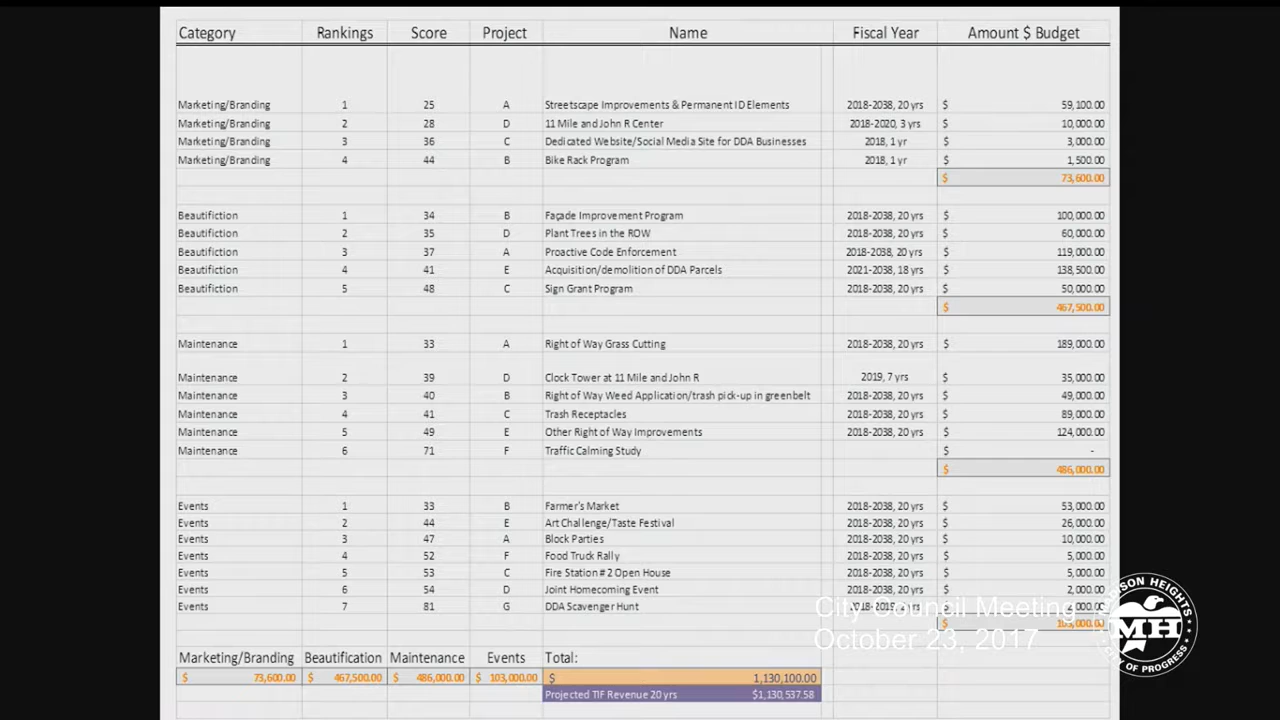 Category Rankings Score Project Name Fiscal Year Amount $ Budget
Marketing/Branding 1 25 A Streetscape Improvements & Permanent ID Elements 2018-2038, 20 yrs $ 59,100.00
Marketing/Branding 2 28 D 11 Mile and John R Center 2018-2020, 3 yrs $ 10,000.00
Marketing/Branding 3 36 C Dedicated Website/Social Media Site for DDA Businesses 2018, 1 yr $ 3,000.00
Marketing/Branding 4 44 B Bike Rack Program 2018, 1 yr $ 1,500.00
$ 73,600.00
Beautifiction 1 34 B Façade Improvement Program 2018-2038, 20 yrs $ 100,000.00
Beautifiction 2 35 D Plant Trees in the ROW 2018-2038, 20 yrs $ 60,000.00
Beautifiction 3 37 A Proactive Code Enforcement 2018-2038, 20 yrs $ 119,000.00
Beautifiction 4 41 E Acquisition/demolition of DDA Parcels 2021-2038, 18 yrs $ 138,500.00
Beautifiction 5 48 C Sign Grant Program 2018-2038, 20 yrs $ 50,000.00
$ 467,500.00
Maintenance 1 33 A Right of Way Grass Cutting 2018-2038, 20 yrs $ 189,000.00
Maintenance 2 39 D Clock Tower at 11 Mile and John R 2019, 7 yrs $ 35,000.00
Maintenance 3 40 B Right of Way Weed Application/trash pick-up in greenbelt 2018-2038, 20 yrs $ 49,000.00
Maintenance 4 41 C Trash Receptacles 2018-2038, 20 yrs $ 89,000.00
Maintenance 5 49 E Other Right of Way Improvements 2018-2038, 20 yrs $ 124,000.00
Maintenance 6 71 F Traffic Calming Study $ -
$ 486,000.00
Events 1 33 B Farmer's Market 2018-2038, 20 yrs $ 53,000.00
Events 2 44 E Art Challenge/Taste Festival 2018-2038, 20 yrs $ 26,000.00
Events 3 47 A Block Parties 2018-2038, 20 yrs $ 10,000.00
Events 4 52 F Food Truck Rally 2018-2038, 20 yrs $ 5,000.00
Events 5 53 C Fire Station # 2 Open House 2018-2038, 20 yrs $ 5,000.00
Events 6 54 D Joint Homecoming Event 2018-2038, 20 yrs $ 2,000.00
Events 7 81 G DDA Scavenger Hunt
$ 103,000.00
City Council Meeting
October 23, 2017
MH
CITY OF PROGRESS
Marketing/Branding Beautification Maintenance Events Total:
$ 73,600.00 $ 467,500.00 $ 486,000.00 $ 103,000.00 $ 1,130,100.00
Projected TIF Revenue 20 yrs $1,130,537.58